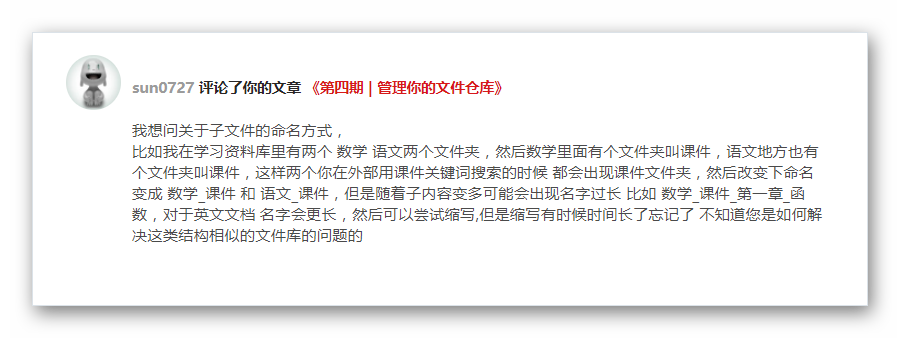 sun0727 评论了你的文章 《第四期 | 管理你的文件仓库》
我想问关于子文件的命名方式，
比如我在学习资料库里有两个 数学 语文两个文件夹，然后数学里面有个文件夹叫课件，语文地方也有
个文件夹叫课件，这样两个你在外部用课件关键词搜索的时候 都会出现课件文件夹，然后改变下命名
变成 数学_课件 和 语文_课件，但是随着子内容变多可能会出现名字过长 比如 数学_课件_第一章_函
数，对于英文文档 名字会更长，然后可以尝试缩写,但是缩写有时候时间长了忘记了 不知道您是如何解
决这类结构相似的文件库的问题的